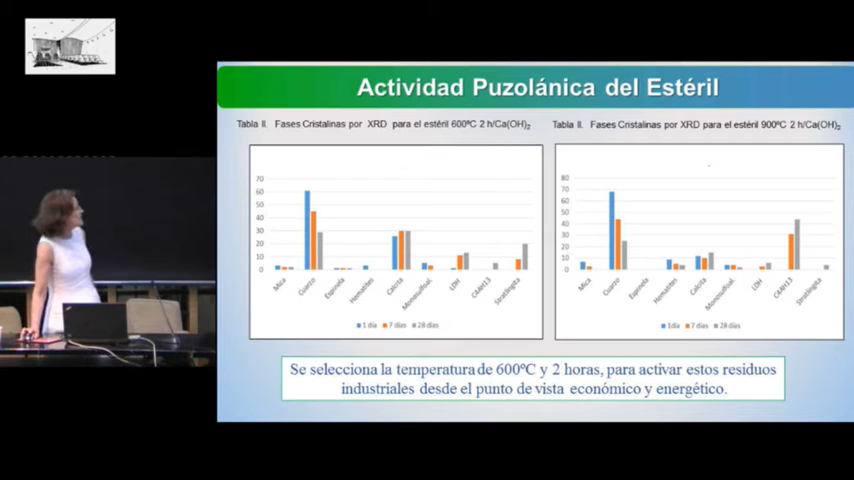 Actividad Puzolánica del Estéril
Tabla II. Fases Cristalinas por XRD para el estéril 600ºC 2 h/Ca(OH)₂
70
60
50
40
30
20
10
0
Mica
Cuarzo
Espinela
Hematites
Calcita
Monosulfoal.
LDH
C4AH13
Stratlingita
1 día 7 días 28 días
Tabla II. Fases Cristalinas por XRD para el estéril 900ºC 2 h/Ca(OH)₂
80
70
60
50
40
30
20
10
0
Mica
Cuarzo
Espinela
Hematites
Calcita
Monosulfoal.
LDH
C4AH13
Stratlingita
1día 7 días 28 días
Se selecciona la temperatura de 600ºC y 2 horas, para activar estos residuos
industriales desde el punto de vista económico y energético.